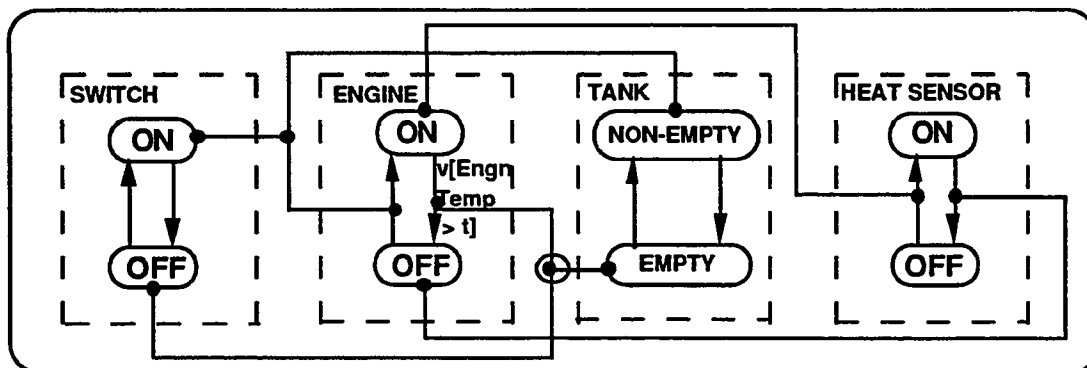 SWITCH
ENGINE
TANK
HEAT SENSOR
ON
ON
NON-EMPTY
ON
v[Engn
Temp
> t]
OFF
OFF
EMPTY
OFF